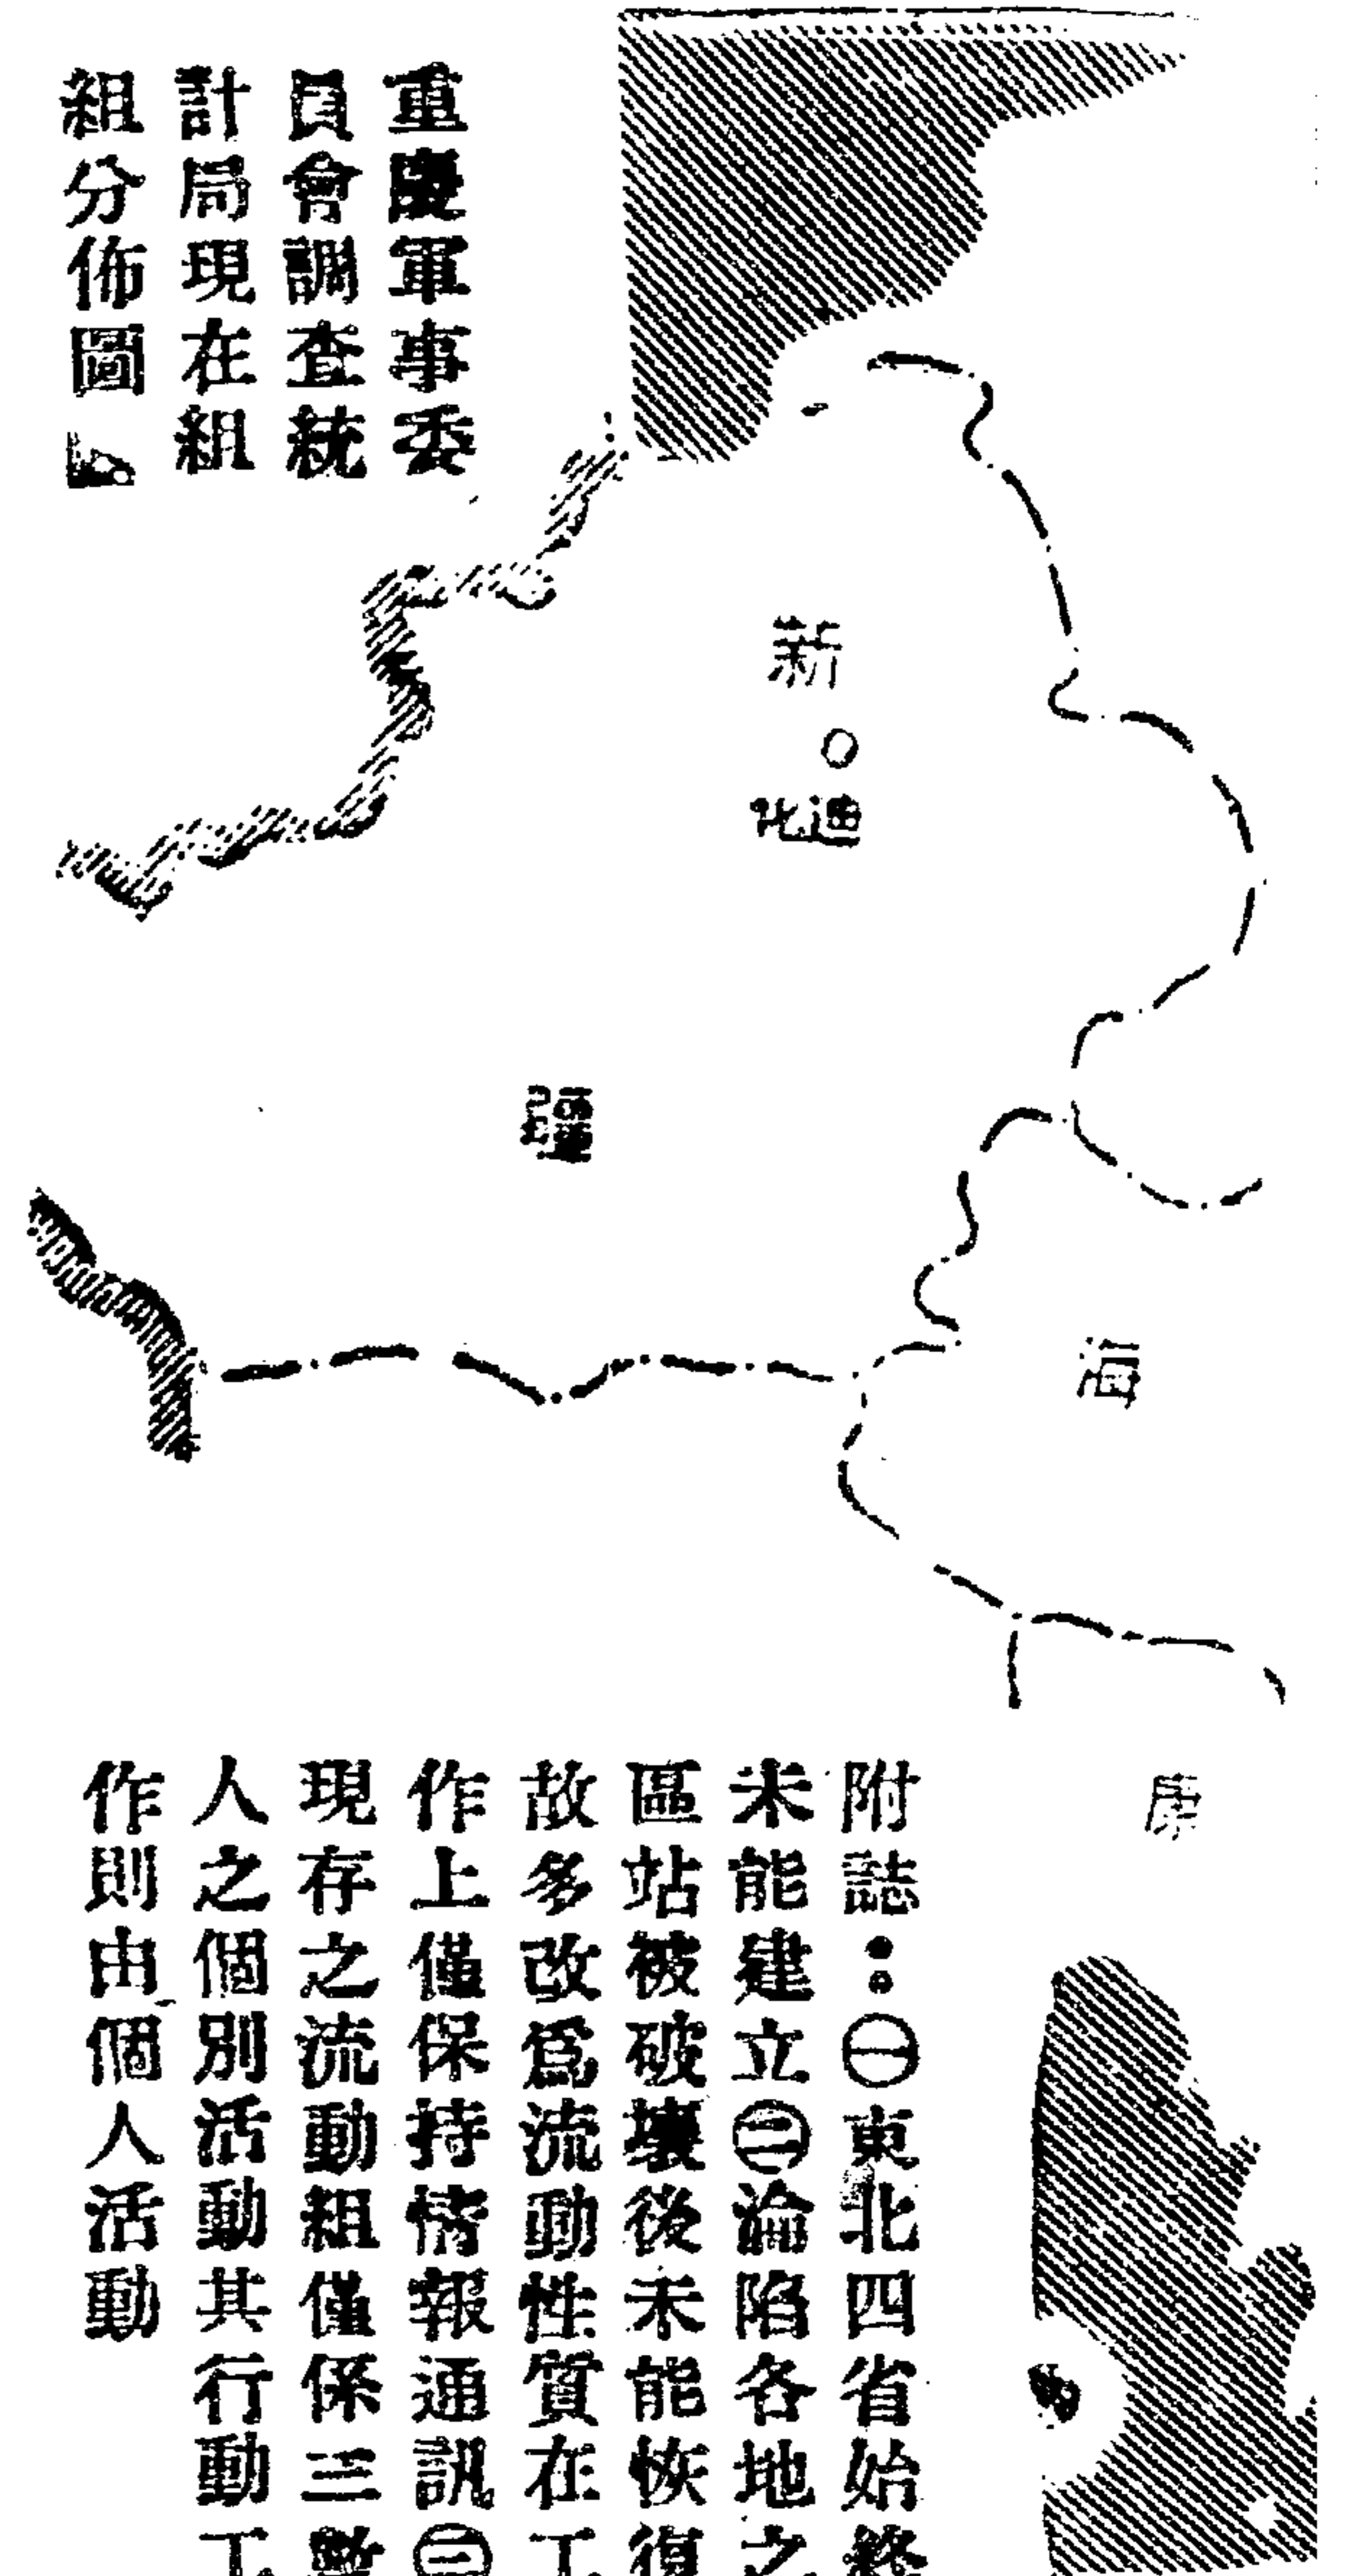 重慶軍事委
員會調查統
計局現在組
組分佈圖
新
迪化
疆
海
康
附誌：㊀東北四省始終
未能建立㊁淪陷各地之
區站被破壞後未能恢復
故多改爲流動性質在工
作上僅保持情報通訊㊂
現存之流動組僅係三數
人之個別活動其行動工
作則由個人活動